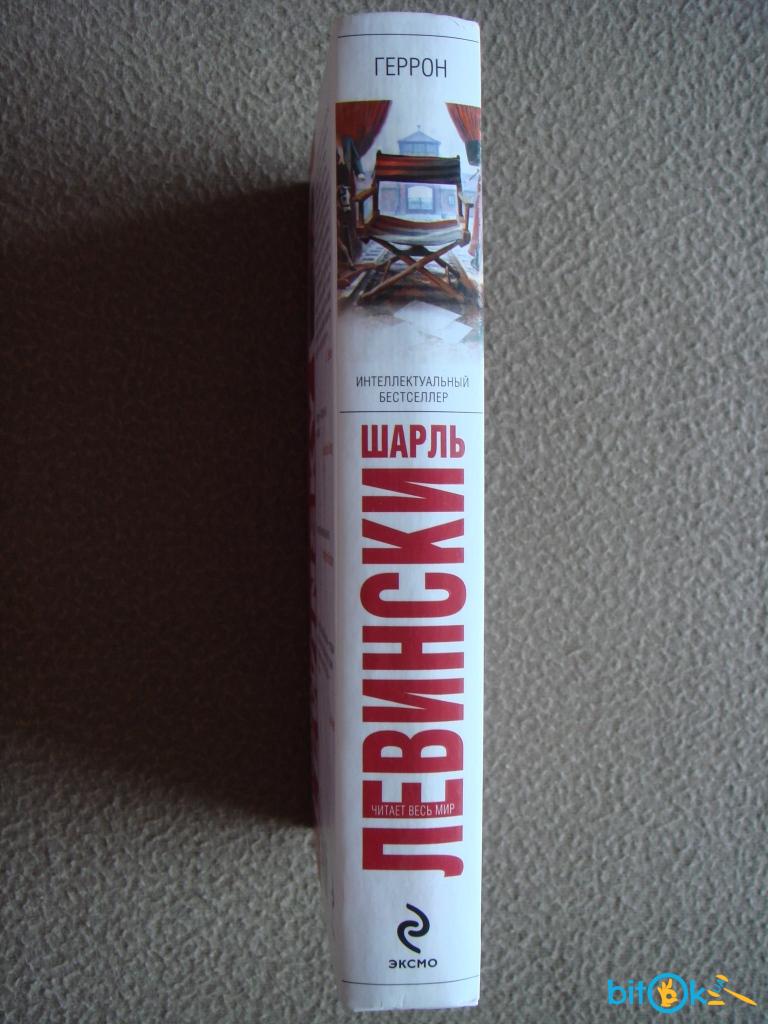 ГЕРРОН
ИНТЕЛЛЕКТУАЛЬНЫЙ
БЕСТСЕЛЛЕР
ШАРЛЬ
ЛЕВИНСКИ
ЧИТАЕТ ВЕСЬ МИР
ЭКСМО
bitOk